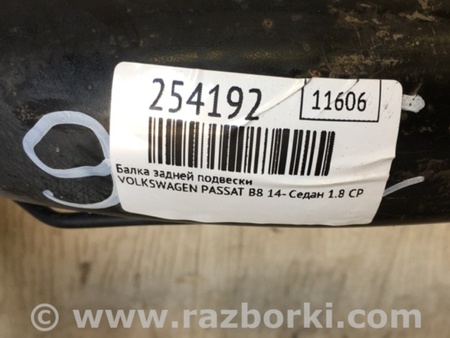 254192 11606
Балка задней подвески
VOLKSWAGEN PASSAT B8 14- Седан 1.8 CP
© www.razborki.com